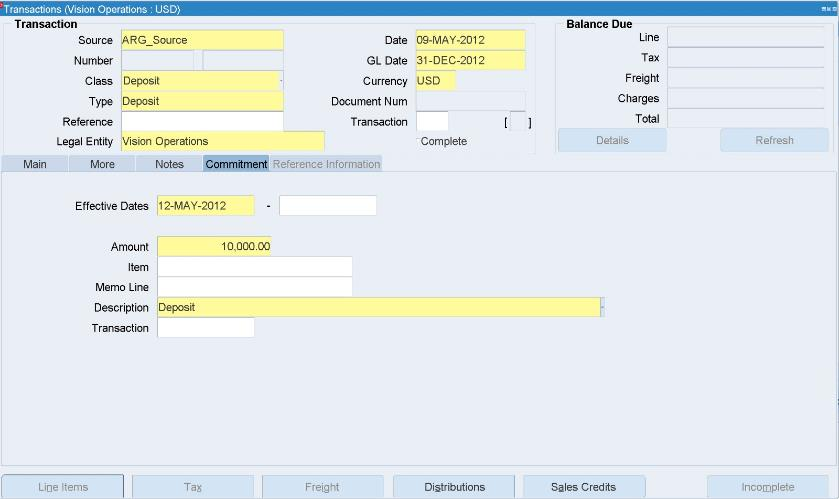 Transactions (Vision Operations : USD)
Transaction
Source ARG_Source
Number
Class Deposit
Type Deposit
Reference
Legal Entity Vision Operations
Date 09-MAY-2012
GL Date 31-DEC-2012
Currency USD
Document Num
Transaction [ ]
Complete
Balance Due
Line
Tax
Freight
Charges
Total
Details Refresh
Main More Notes Commitment Reference Information
Effective Dates 12-MAY-2012 -
Amount 10,000.00
Item
Memo Line
Description Deposit
Transaction
Line Items Tax Freight Distributions Sales Credits Incomplete